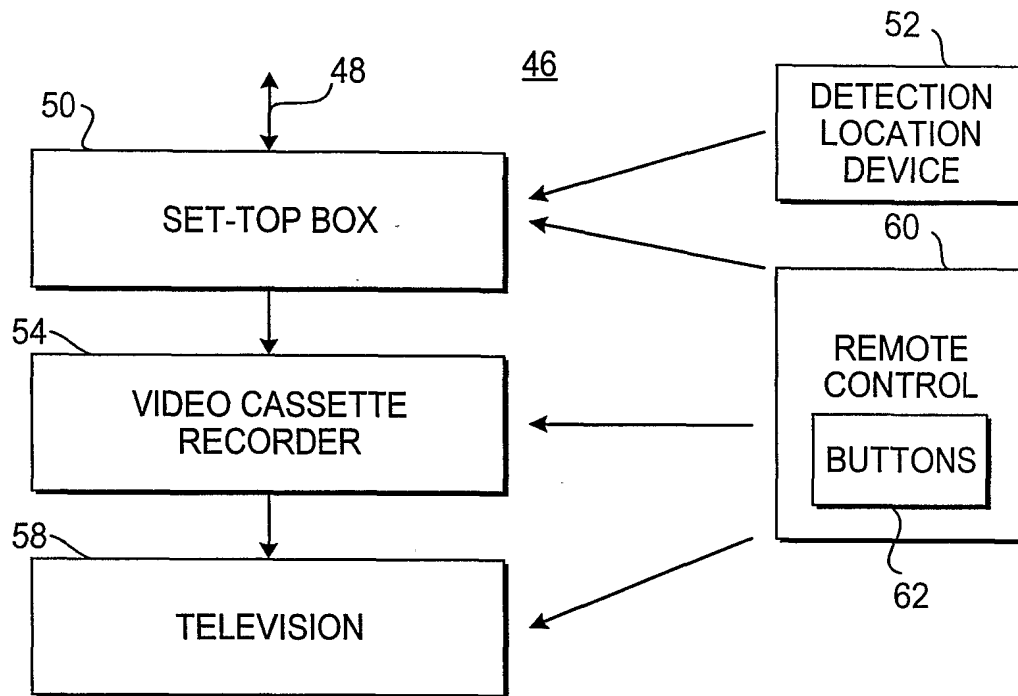 52
48
46
50
DETECTION
LOCATION
DEVICE
SET-TOP BOX
60
54
REMOTE
CONTROL
VIDEO CASSETTE
RECORDER
BUTTONS
58
62
TELEVISION